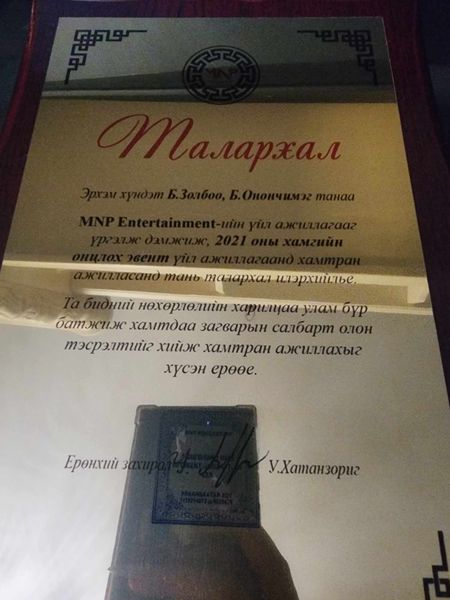 MNP
Талархал
Эрхэм хүндэт Б.Золбоо, Б.Онончимэг танаа
MNP Entertainment-ийн үйл ажиллагааг
үргэлж дэмжиж, 2021 оны хамгийн
онцлох эвент үйл ажиллагаанд хамтран
ажилласанд тань талархал илэрхийлье.
Та бидний нөхөрлөлийн харилцаа улам бүр
батжиж хамтдаа загварын салбарт олон
тэсрэлтийг хийж хамтран ажиллахыг
хүсэн ерөөе.
Ерөнхий захирал У.Хатанзориг